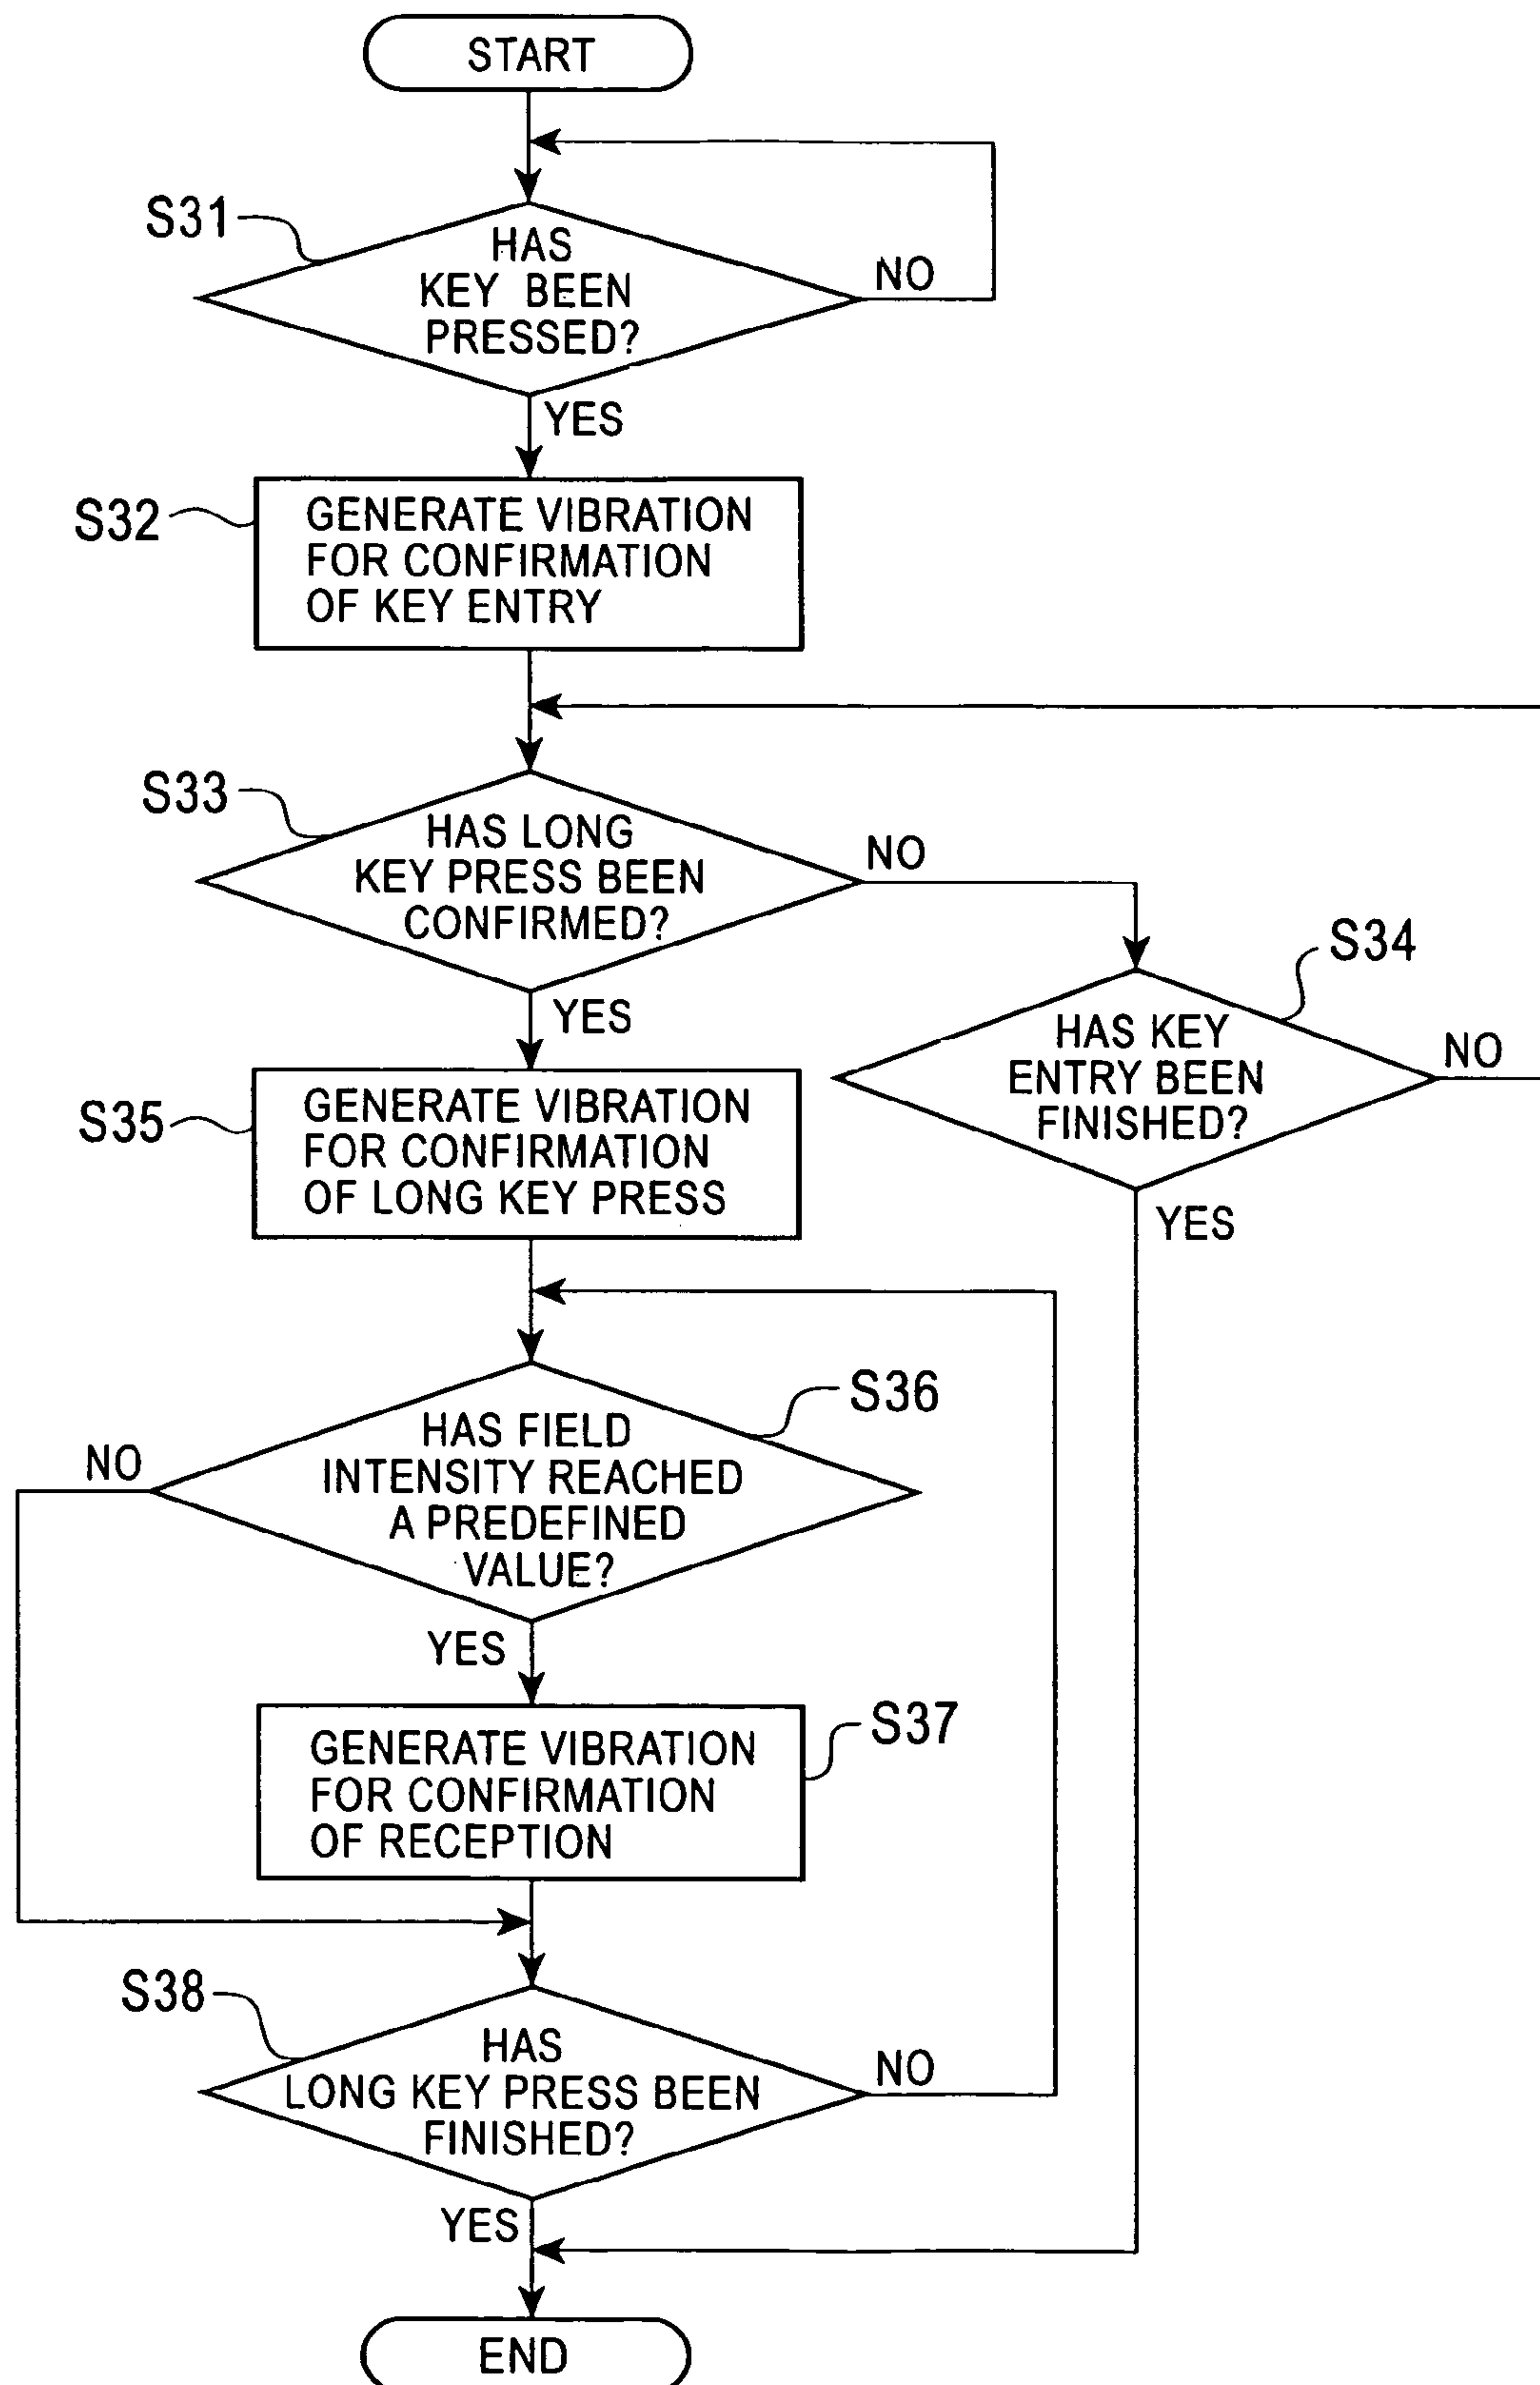 START
S31
HAS
KEY BEEN
PRESSED?
NO
YES
S32
GENERATE VIBRATION
FOR CONFIRMATION
OF KEY ENTRY
S33
HAS LONG
KEY PRESS BEEN
CONFIRMED?
NO
YES
S34
HAS KEY
ENTRY BEEN
FINISHED?
NO
YES
S35
GENERATE VIBRATION
FOR CONFIRMATION
OF LONG KEY PRESS
S36
HAS FIELD
INTENSITY REACHED
A PREDEFINED
VALUE?
NO
YES
S37
GENERATE VIBRATION
FOR CONFIRMATION
OF RECEPTION
S38
HAS
LONG KEY PRESS BEEN
FINISHED?
NO
YES
END